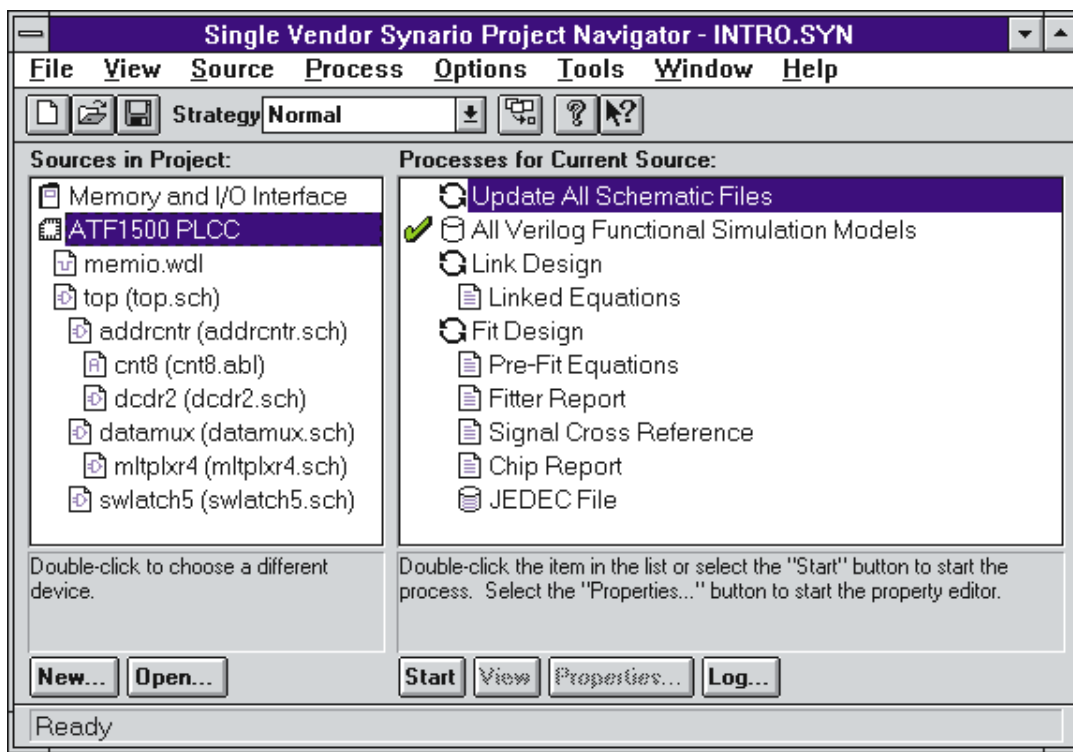 Single Vendor Synario Project Navigator - INTRO.SYN
File View Source Process Options Tools Window Help
Strategy Normal
Sources in Project:
Memory and I/O Interface
ATF1500 PLCC
memio.wdl
top (top.sch)
addrcntr (addrcntr.sch)
cnt8 (cnt8.abl)
dcdr2 (dcdr2.sch)
datamux (datamux.sch)
mltplxr4 (mltplxr4.sch)
swlatch5 (swlatch5.sch)
Double-click to choose a different
device.
New... Open...
Processes for Current Source:
Update All Schematic Files
All Verilog Functional Simulation Models
Link Design
Linked Equations
Fit Design
Pre-Fit Equations
Fitter Report
Signal Cross Reference
Chip Report
JEDEC File
Double-click the item in the list or select the "Start" button to start the
process. Select the "Properties..." button to start the property editor.
Start View Properties... Log...
Ready